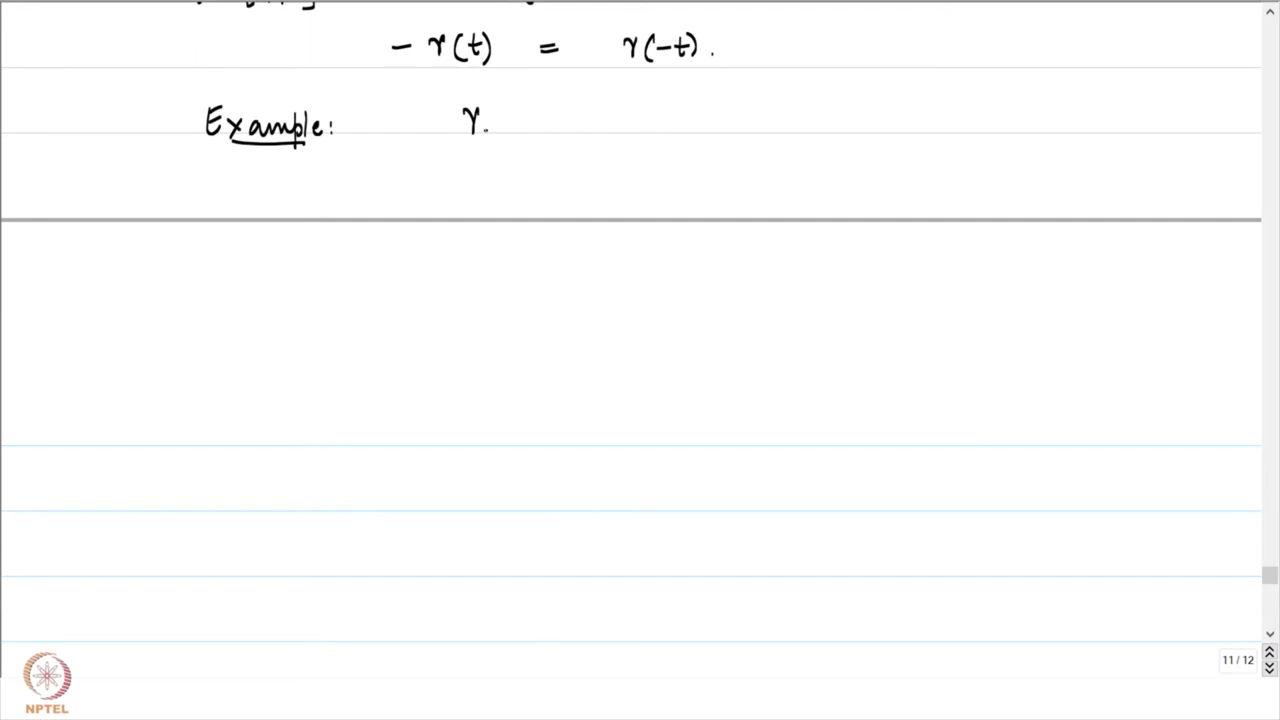 - γ(t) = γ(-t).
Example: γ.
11 / 12
NPTEL